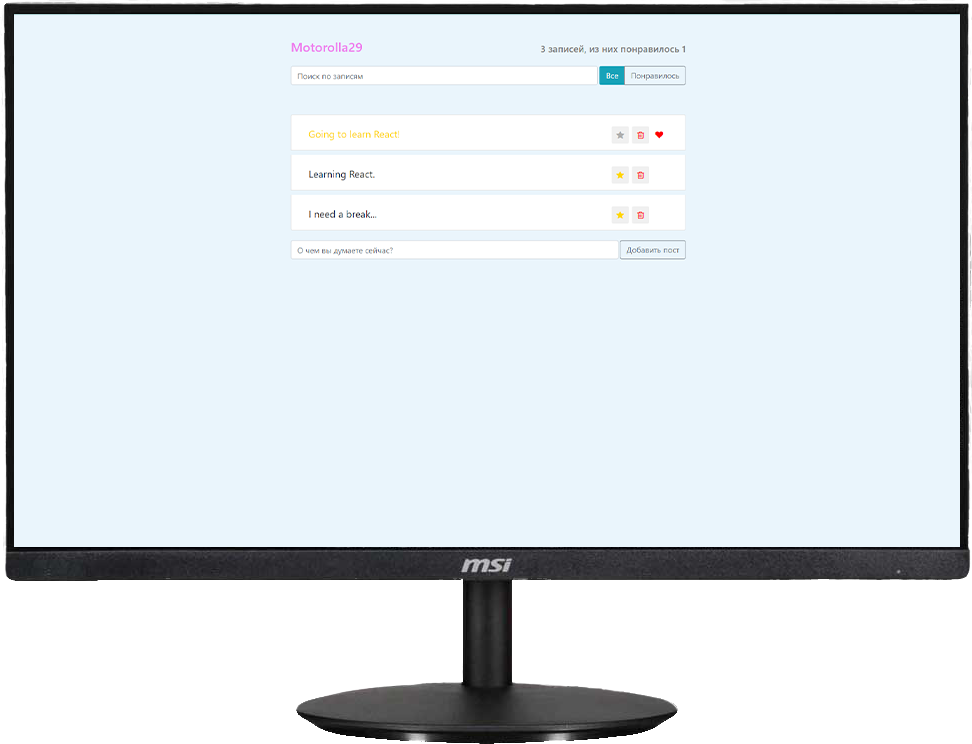 Motorolla29
3 записей, из них понравилось 1
Поиск по записям
Все
Понравилось
Going to learn React!
Learning React.
I need a break...
О чем вы думаете сейчас?
Добавить пост
msi